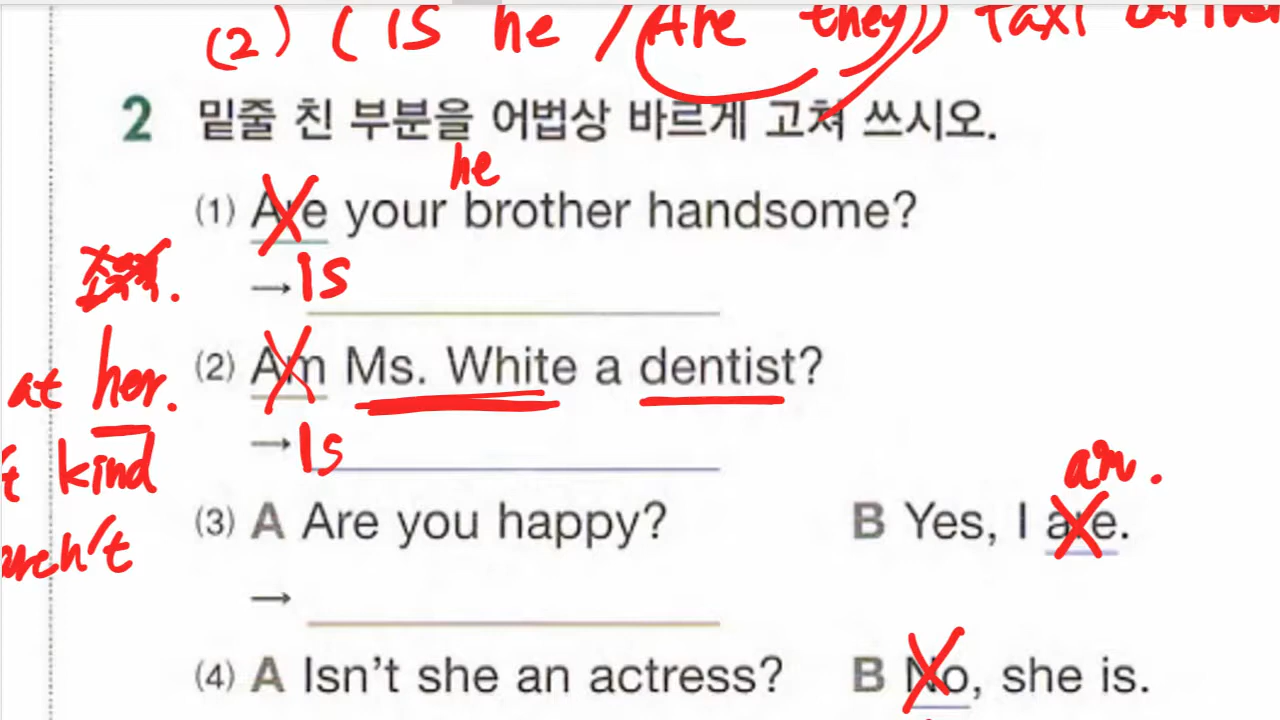 (2) ( is he / Are they) taxi
2 밑줄 친 부분을 어법상 바르게 고쳐 쓰시오.
he
(1) Are your brother handsome?
→ Is
(2) Am Ms. White a dentist?
at her.
→ Is
kind
am.
(3) A Are you happy? B Yes, I are.
aren't
→
(4) A Isn't she an actress? B No, she is.